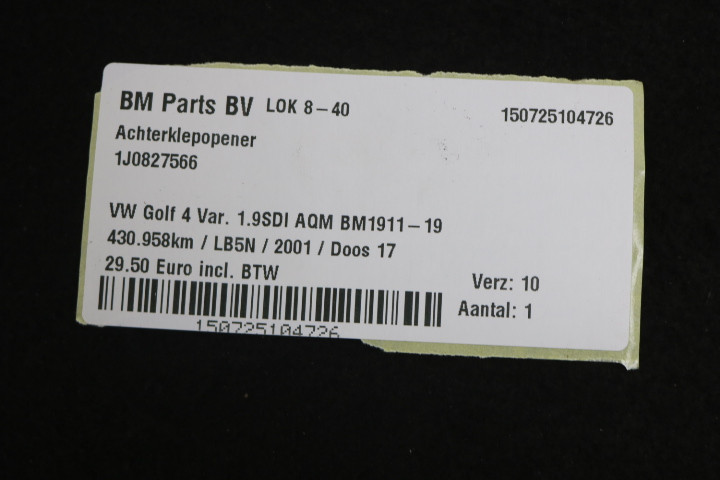 BM Parts BV LOK 8-40 150725104726
Achterklepopener
1J0827566
VW Golf 4 Var. 1.9SDI AQM BM1911-19
430.958km / LB5N / 2001 / Doos 17
29.50 Euro incl. BTW
Verz: 10
Aantal: 1
150725104726